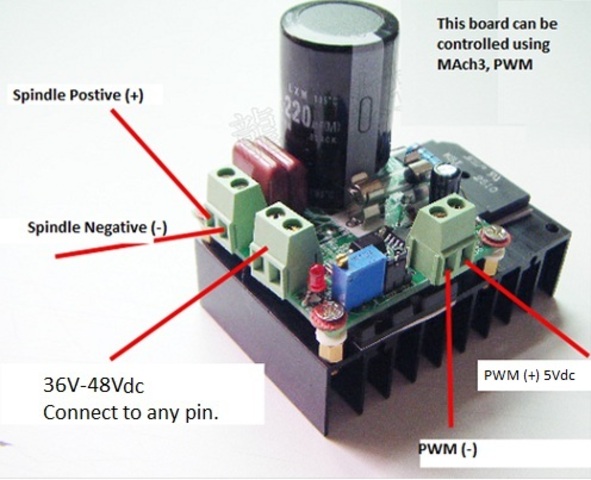 This board can be
controlled using
MAch3, PWM
Spindle Postive (+)
Spindle Negative (-)
36V-48Vdc
Connect to any pin.
PWM (+) 5Vdc
PWM (-)
220